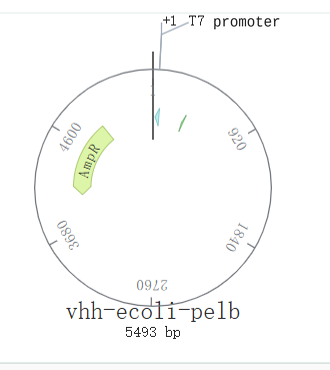 +1 T7 promoter
4600
920
AmpR
3680
1840
2760
vhh-ecoli-pelb
5493 bp